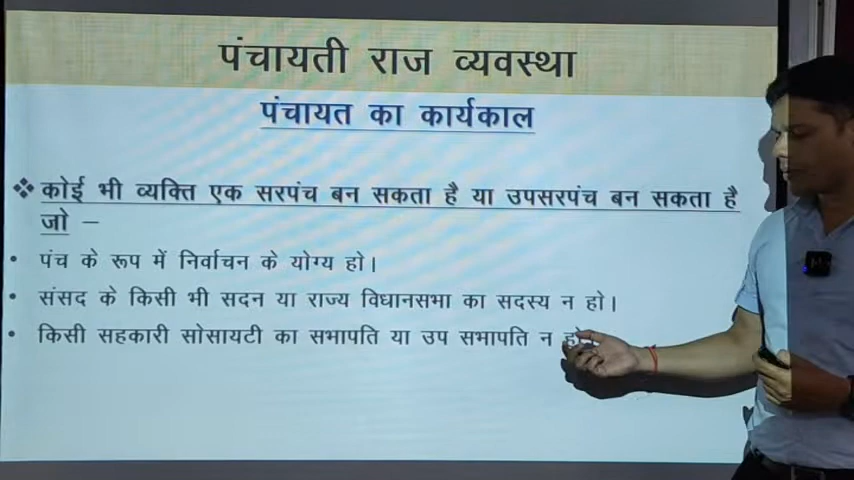 पंचायती राज व्यवस्था
पंचायत का कार्यकाल
❖ कोई भी व्यक्ति एक सरपंच बन सकता है या उपसरपंच बन सकता है
जो –
• पंच के रूप में निर्वाचन के योग्य हो।
• संसद के किसी भी सदन या राज्य विधानसभा का सदस्य न हो।
• किसी सहकारी सोसायटी का सभापति या उप सभापति न